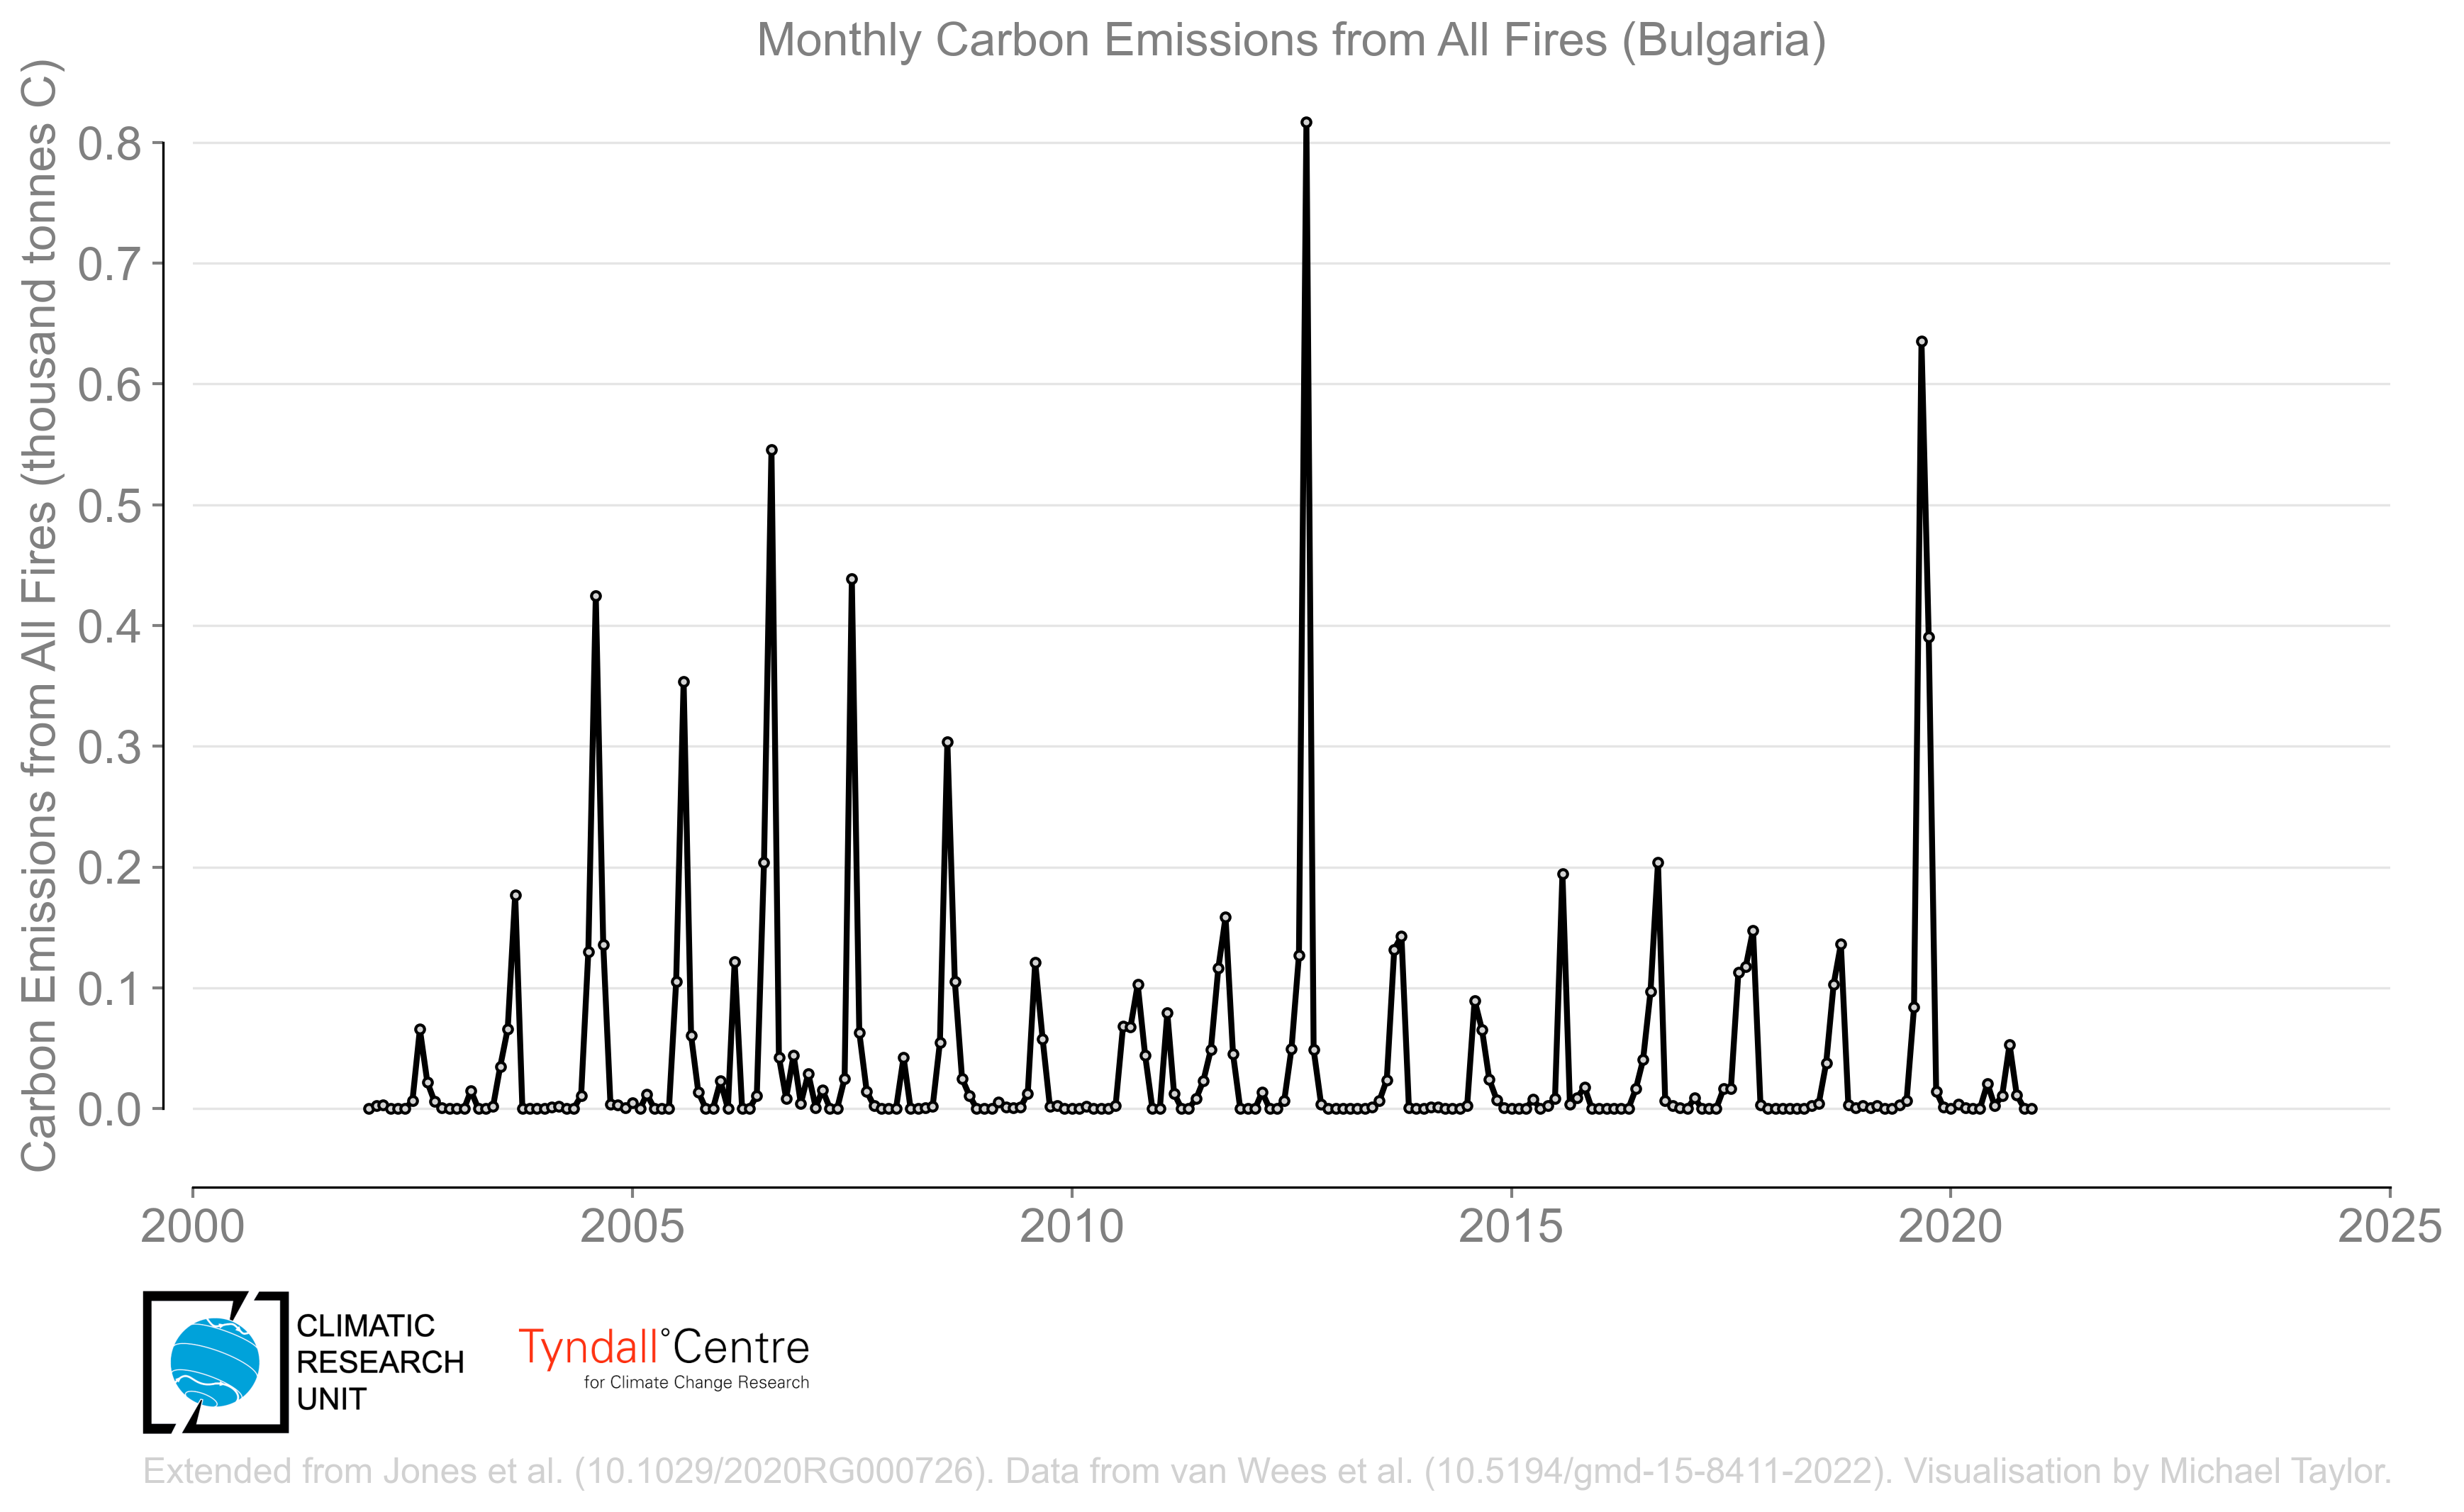 Monthly Carbon Emissions from All Fires (Bulgaria)
Carbon Emissions from All Fires (thousand tonnes C)
0.8
0.7
0.6
0.5
0.4
0.3
0.2
0.1
0.0
2000 2005 2010 2015 2020 2025
CLIMATIC
RESEARCH
UNIT
Tyndall°Centre
for Climate Change Research
Extended from Jones et al. (10.1029/2020RG000726). Data from van Wees et al. (10.5194/gmd-15-8411-2022). Visualisation by Michael Taylor.